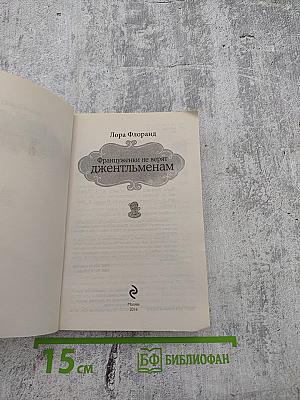 Лора Флоранд
Француженки не верят
джентльменам
Москва
2014
15 см
БФ БИБЛИОФАН